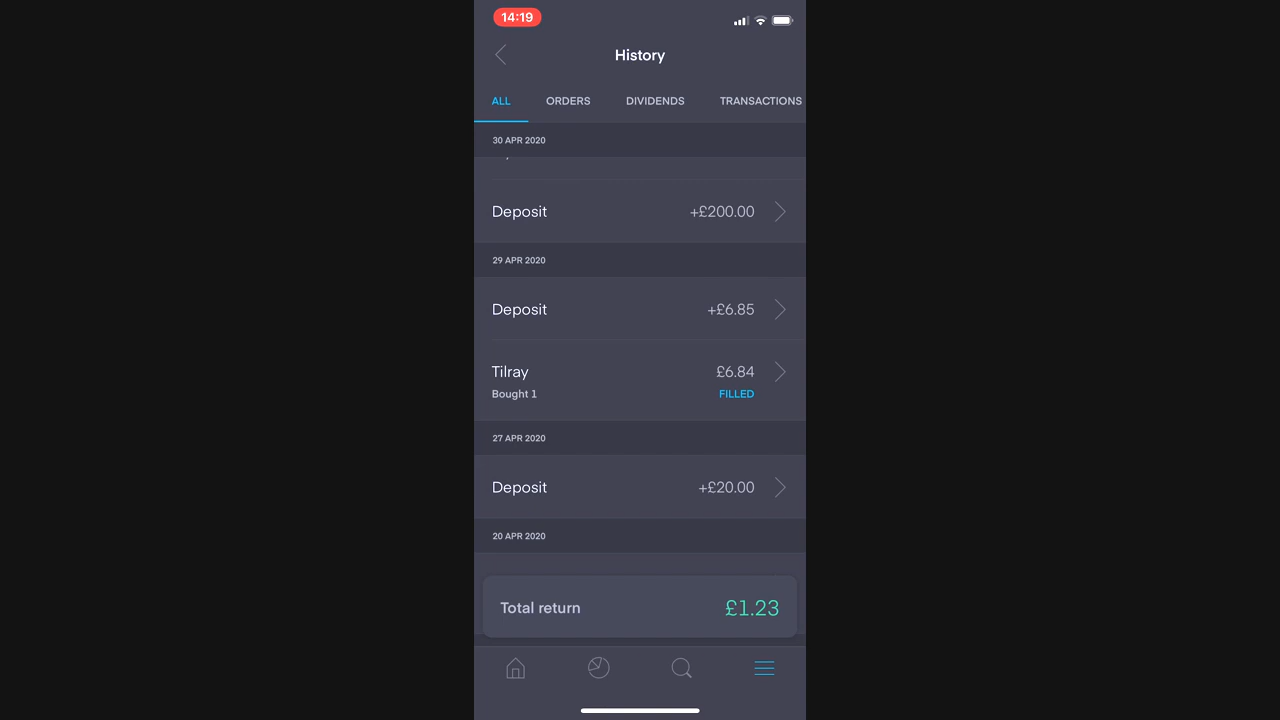 14:19
History
ALL ORDERS DIVIDENDS TRANSACTIONS
30 APR 2020
Deposit +£200.00
29 APR 2020
Deposit +£6.85
Tilray £6.84
Bought 1 FILLED
27 APR 2020
Deposit +£20.00
20 APR 2020
Total return £1.23